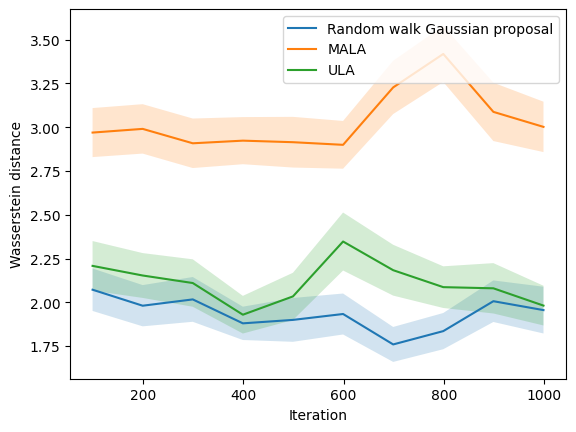 Random walk Gaussian proposal
MALA
ULA
Wasserstein distance
3.50
3.25
3.00
2.75
2.50
2.25
2.00
1.75
200
400
600
800
1000
Iteration